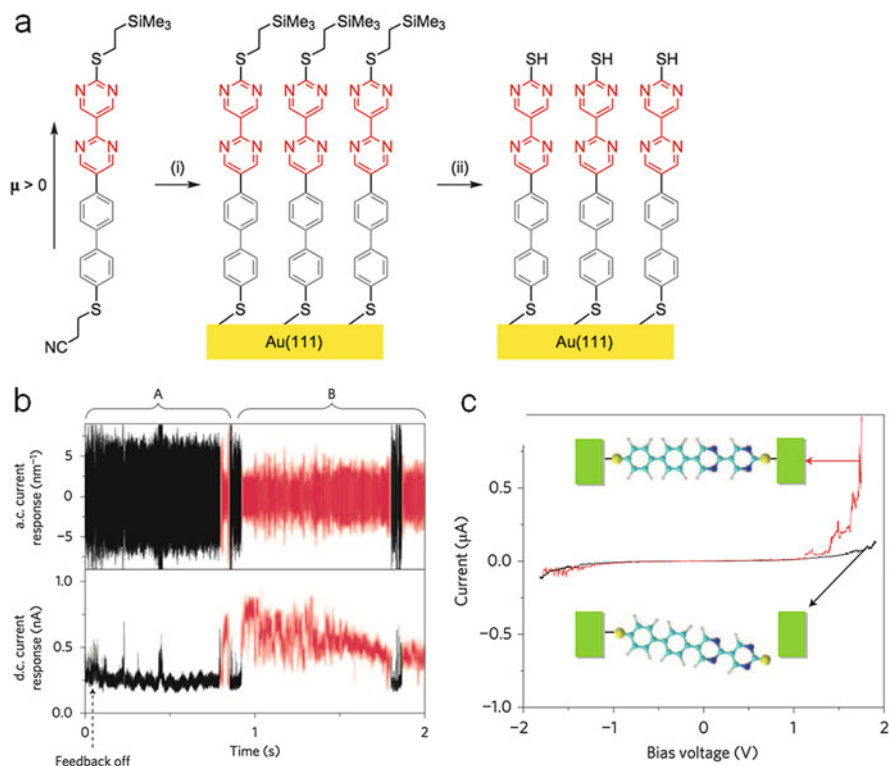 a
SiMe3
SiMe3 SiMe3 SiMe3
S
S S S
SH SH SH
N N N N N N N N N N N N N N
N N N N N N N N N N N N N N
μ > 0
(i)
(ii)
S
S S S
S S S
NC
Au(111)
Au(111)
b
A
B
a.c. current
response (nm⁻¹)
5
0
−5
d.c. current
response (nA)
1.0
0.5
0.0
0
1
2
Time (s)
Feedback off
c
Current (μA)
0.5
0.0
−0.5
−1.0
−2
−1
0
1
2
Bias voltage (V)